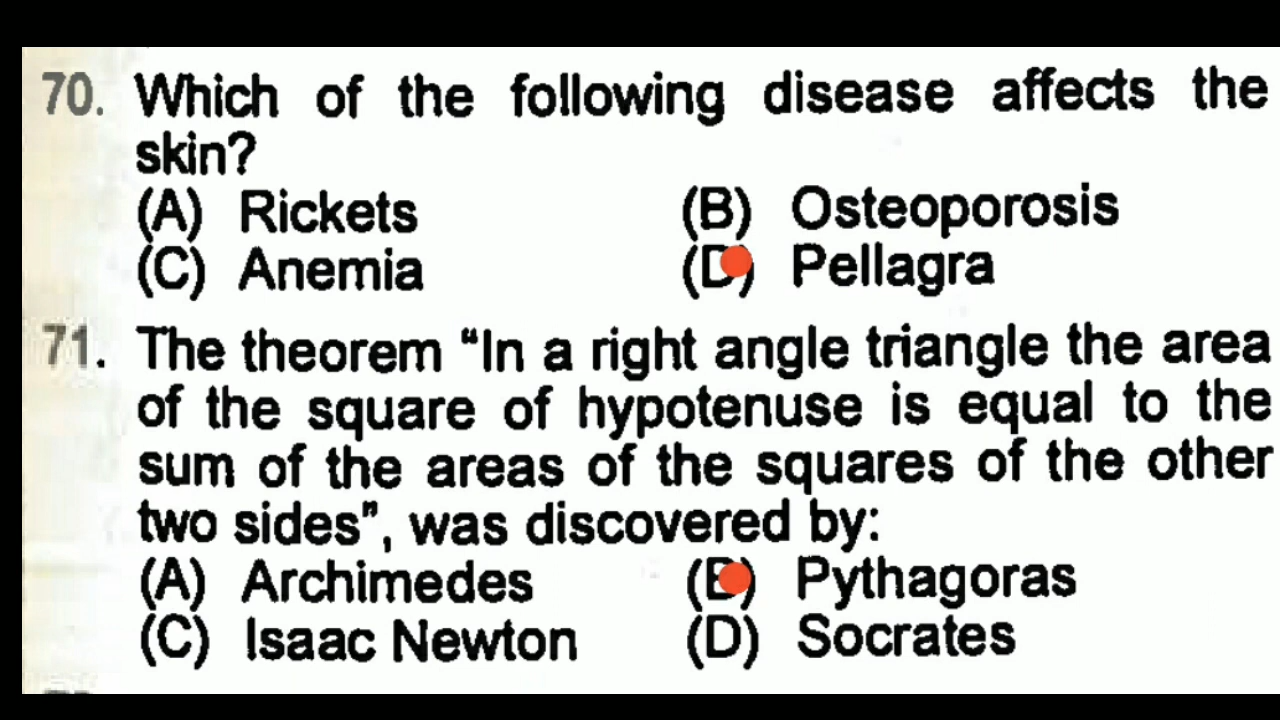 70. Which of the following disease affects the
skin?
(A) Rickets (B) Osteoporosis
(C) Anemia (D) Pellagra
71. The theorem “In a right angle triangle the area
of the square of hypotenuse is equal to the
sum of the areas of the squares of the other
two sides”, was discovered by:
(A) Archimedes (B) Pythagoras
(C) Isaac Newton (D) Socrates